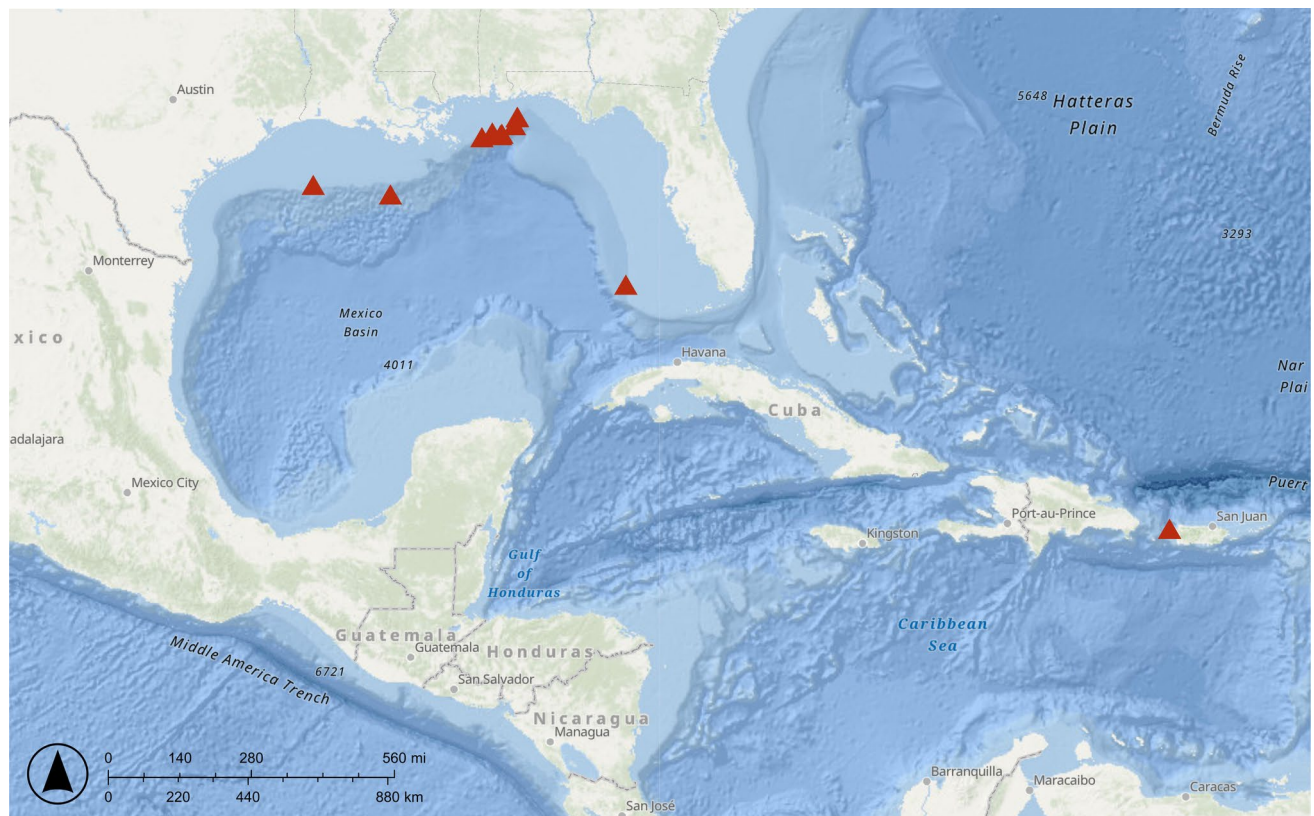 Austin
5648 Hatteras
Plain
Bermuda Rise
3293
Monterrey
Mexico
Basin
xico
4011
Havana
Nar
Plai
Cuba
adalajara
Mexico City
Puert
Port-au-Prince
San Juan
Kingston
Gulf
of
Honduras
Caribbean
Sea
Guatemala
Guatemala
Honduras
Middle America Trench
6721
San Salvador
Nicaragua
Managua
0 140 280 560 mi
0 220 440 880 km
Barranquilla
Maracaibo
Caracas
San José